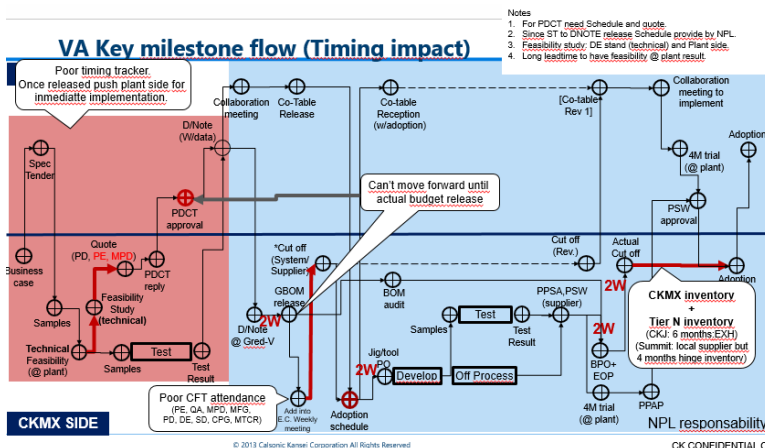 Notes
1. For PDCT need Schedule and quote.
2. Since ST to DNOTE release Schedule provide by NPL.
3. Feasibility study: DE stand (technical) and Plant side.
4. Long leadtime to have feasibility @ plant result.
VA Key milestone flow (Timing impact)
Poor timing tracker.
Once released push plant side for
inmediatte implementation.
Collaboration
meeting
Co-Table
Release
Co-table
Reception
(w/adoption)
[Co-table
Rev 1]
Collaboration
meeting to
implement
D/Note
(W/data)
Spec
Tender
4M trial
(@ plant)
Adoption
PDCT
approval
Can't move forward until
actual budget release
PSW
approval
Quote
(PD, PE, MPD)
*Cut off
(System/
Supplier)
Cut off
(Rev.)
Actual
Cut off
Business
case
PDCT
reply
Adoption
GBOM
release
BOM
audit
2W
CKMX inventory
+
Tier N inventory
(CKJ: 6 months:EXH)
(Summit: local supplier but
4 months hinge inventory)
Feasibility
Study
(technical)
PPSA,PSW
(supplier)
Samples
2W
D/Note
@ Gred-V
Samples
Test
Test
Result
2W
Technical
Feasibility
(@ plant)
Samples
Test
Test
Result
Jig/tool
PO
2W
Develop
Off Process
BPO+
EOP
Poor CFT attendance
(PE, QA, MPD, MFG,
PD, DE, SD, CPG, MTCR)
Add into
E.C. Weekly
meeting
Adoption
schedule
4M trial
(@ plant)
PPAP
CKMX SIDE
NPL responsability
© 2013 Calsonic Kansei Corporation All Rights Reserved
CK CONFIDENTIAL C